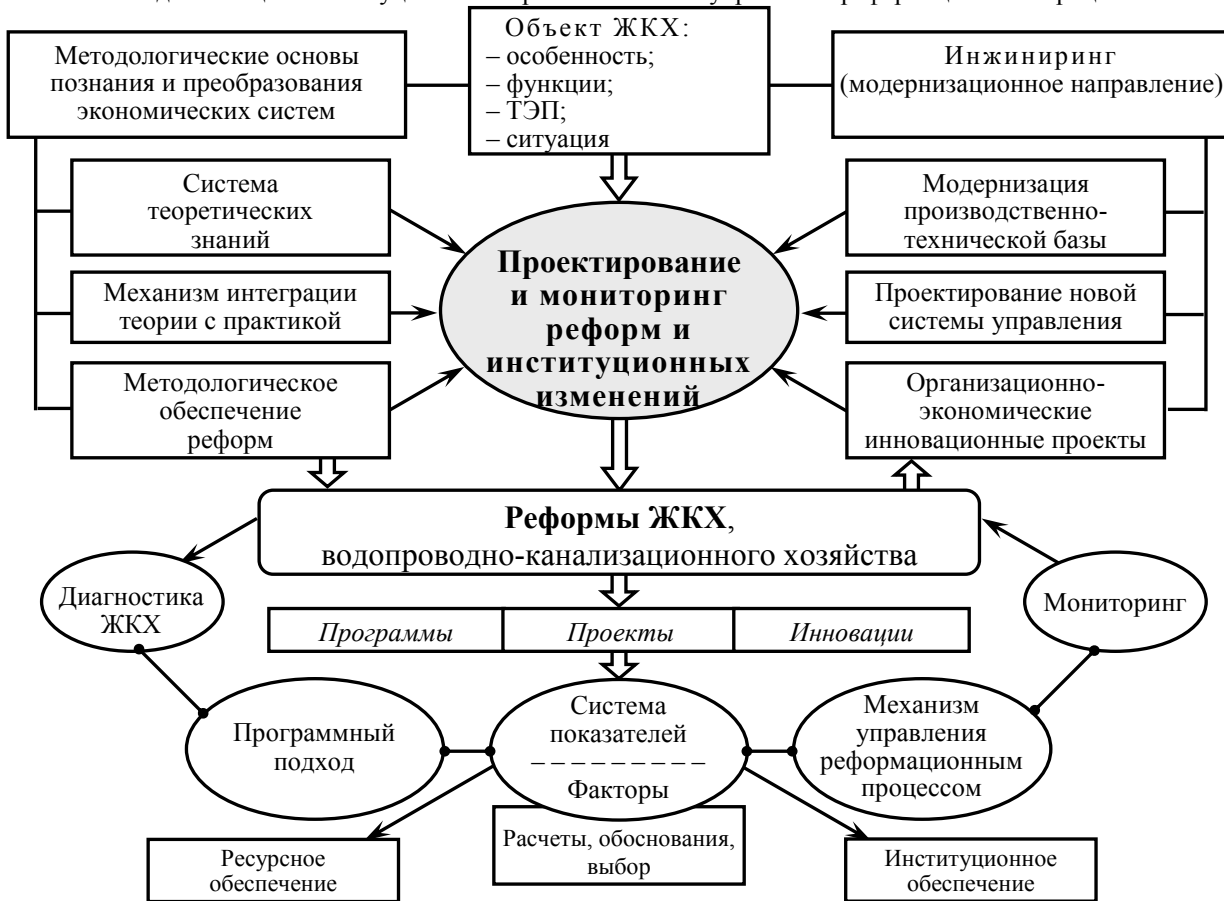 Объект ЖКХ:
– особенность;
– функции;
– ТЭП;
– ситуация
Методологические основы
познания и преобразования
экономических систем
Инжиниринг
(модернизационное направление)
Система
теоретических
знаний
Механизм интеграции
теории с практикой
Методологическое
обеспечение
реформ
Проектирование
и мониторинг
реформ и
институционных
изменений
Модернизация
производственно-
технической базы
Проектирование новой
системы управления
Организационно-
экономические
инновационные проекты
Реформы ЖКХ,
водопроводно-канализационного хозяйства
Диагностика
ЖКХ
Мониторинг
Программы Проекты Инновации
Программный
подход
Система
показателей
– – – – – – – – –
Факторы
Механизм
управления
реформационным
процессом
Расчеты, обоснования,
выбор
Ресурсное
обеспечение
Институционное
обеспечение